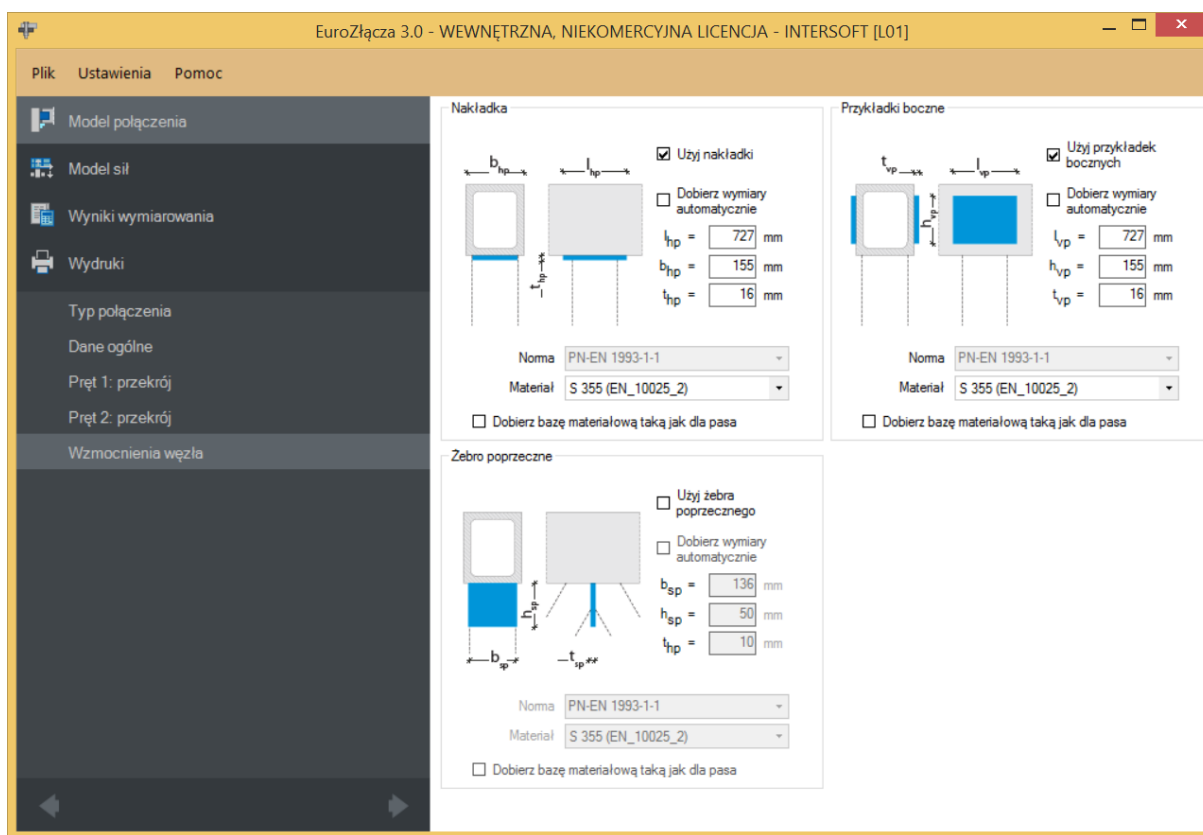 EuroZłącza 3.0 - WEWNĘTRZNA, NIEKOMERCYJNA LICENCJA - INTERSOFT [L01]
Plik Ustawienia Pomoc
Model połączenia
Model sił
Wyniki wymiarowania
Wydruki
Typ połączenia
Dane ogólne
Pręt 1: przekrój
Pręt 2: przekrój
Wzmocnienia węzła
Nakładka
b hp
l hp
t hp
Użyj nakładki
Dobierz wymiary
automatycznie
l hp = 727 mm
b hp = 155 mm
t hp = 16 mm
Norma PN-EN 1993-1-1
Materiał S 355 (EN_10025_2)
Dobierz bazę materiałową taką jak dla pasa
Przykładki boczne
t vp
l vp
h vp
Użyj przykładek
bocznych
Dobierz wymiary
automatycznie
l vp = 727 mm
h vp = 155 mm
t vp = 16 mm
Norma PN-EN 1993-1-1
Materiał S 355 (EN_10025_2)
Dobierz bazę materiałową taką jak dla pasa
Żebro poprzeczne
h sp
b sp
t sp
Użyj żebra
poprzecznego
Dobierz wymiary
automatycznie
b sp = 136 mm
h sp = 50 mm
t hp = 10 mm
Norma PN-EN 1993-1-1
Materiał S 355 (EN_10025_2)
Dobierz bazę materiałową taką jak dla pasa